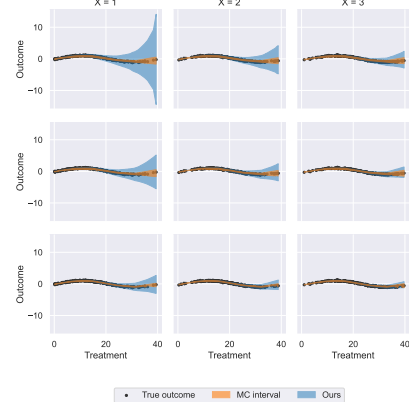 X = 1 X = 2 X = 3
10
0
−10
Outcome
10
0
−10
Outcome
10
0
−10
Outcome
0 20 40 0 20 40 0 20 40
Treatment Treatment Treatment
True outcome MC interval Ours